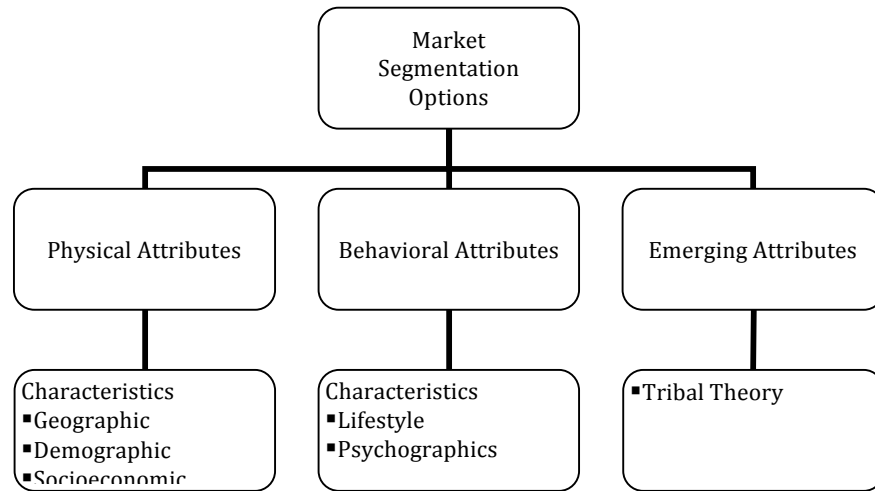 Market
Segmentation
Options
Physical Attributes
Behavioral Attributes
Emerging Attributes
Characteristics
▪Geographic
▪Demographic
▪Socioeconomic
Characteristics
▪Lifestyle
▪Psychographics
▪Tribal Theory